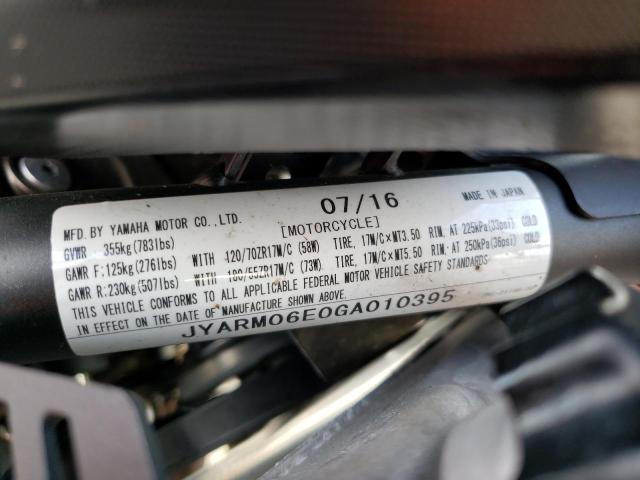 07/16
MADE IN JAPAN
MFD.BY YAMAHA MOTOR CO.,LTD.
[MOTORCYCLE]
GVWR 355kg(783lbs)
GAWR F:125kg(276lbs) WITH 120/70ZR17M/C (58W) TIRE, 17M/C×MT3.50 RIM. AT 225kPa(33psi) COLD
GAWR R:230kg(507lbs) WITH 180/55ZR17M/C (73W) TIRE, 17M/C×MT5.50 RIM. AT 250kPa(36psi) COLD
THIS VEHICLE CONFORMS TO ALL APPLICABLE FEDERAL MOTOR VEHICLE SAFETY STANDARDS
IN EFFECT ON THE DATE OF MANUFACTURE SHOWN ABOVE.
JYARM06E0GA010395